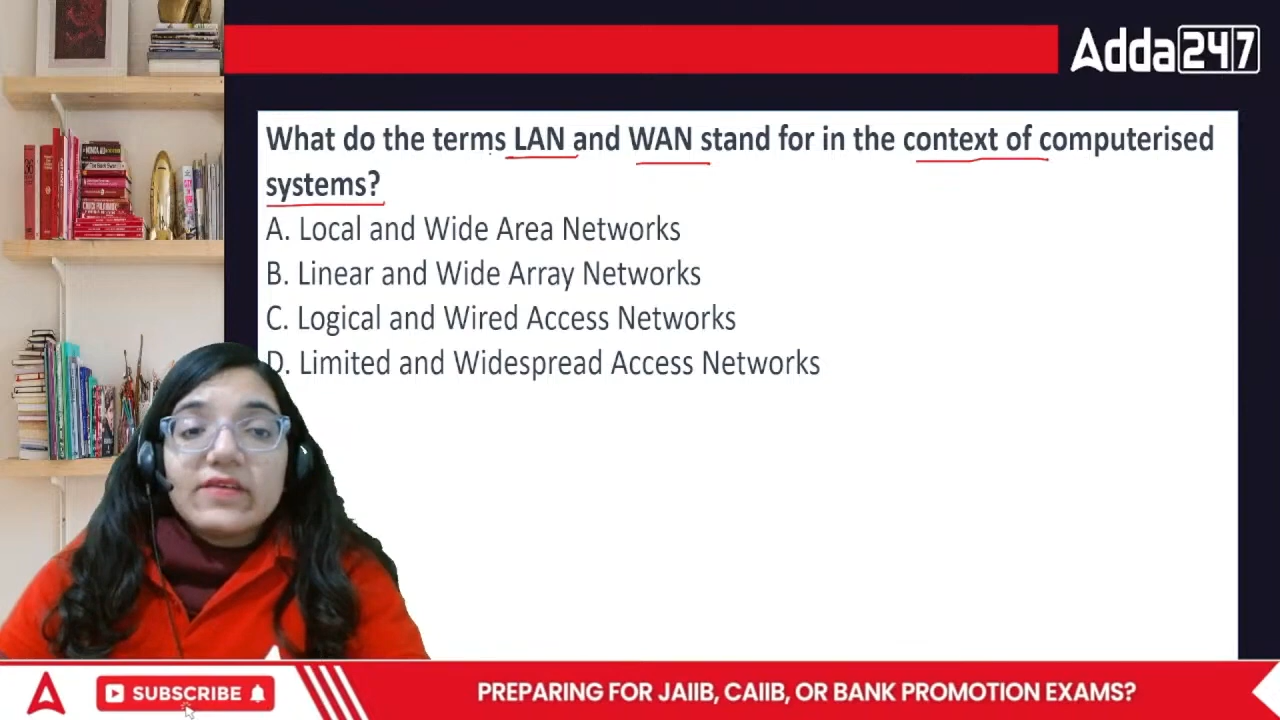 Adda247
What do the terms LAN and WAN stand for in the context of computerised
systems?
A. Local and Wide Area Networks
B. Linear and Wide Array Networks
C. Logical and Wired Access Networks
D. Limited and Widespread Access Networks
SUBSCRIBE
PREPARING FOR JAIIB, CAIIB, OR BANK PROMOTION EXAMS?